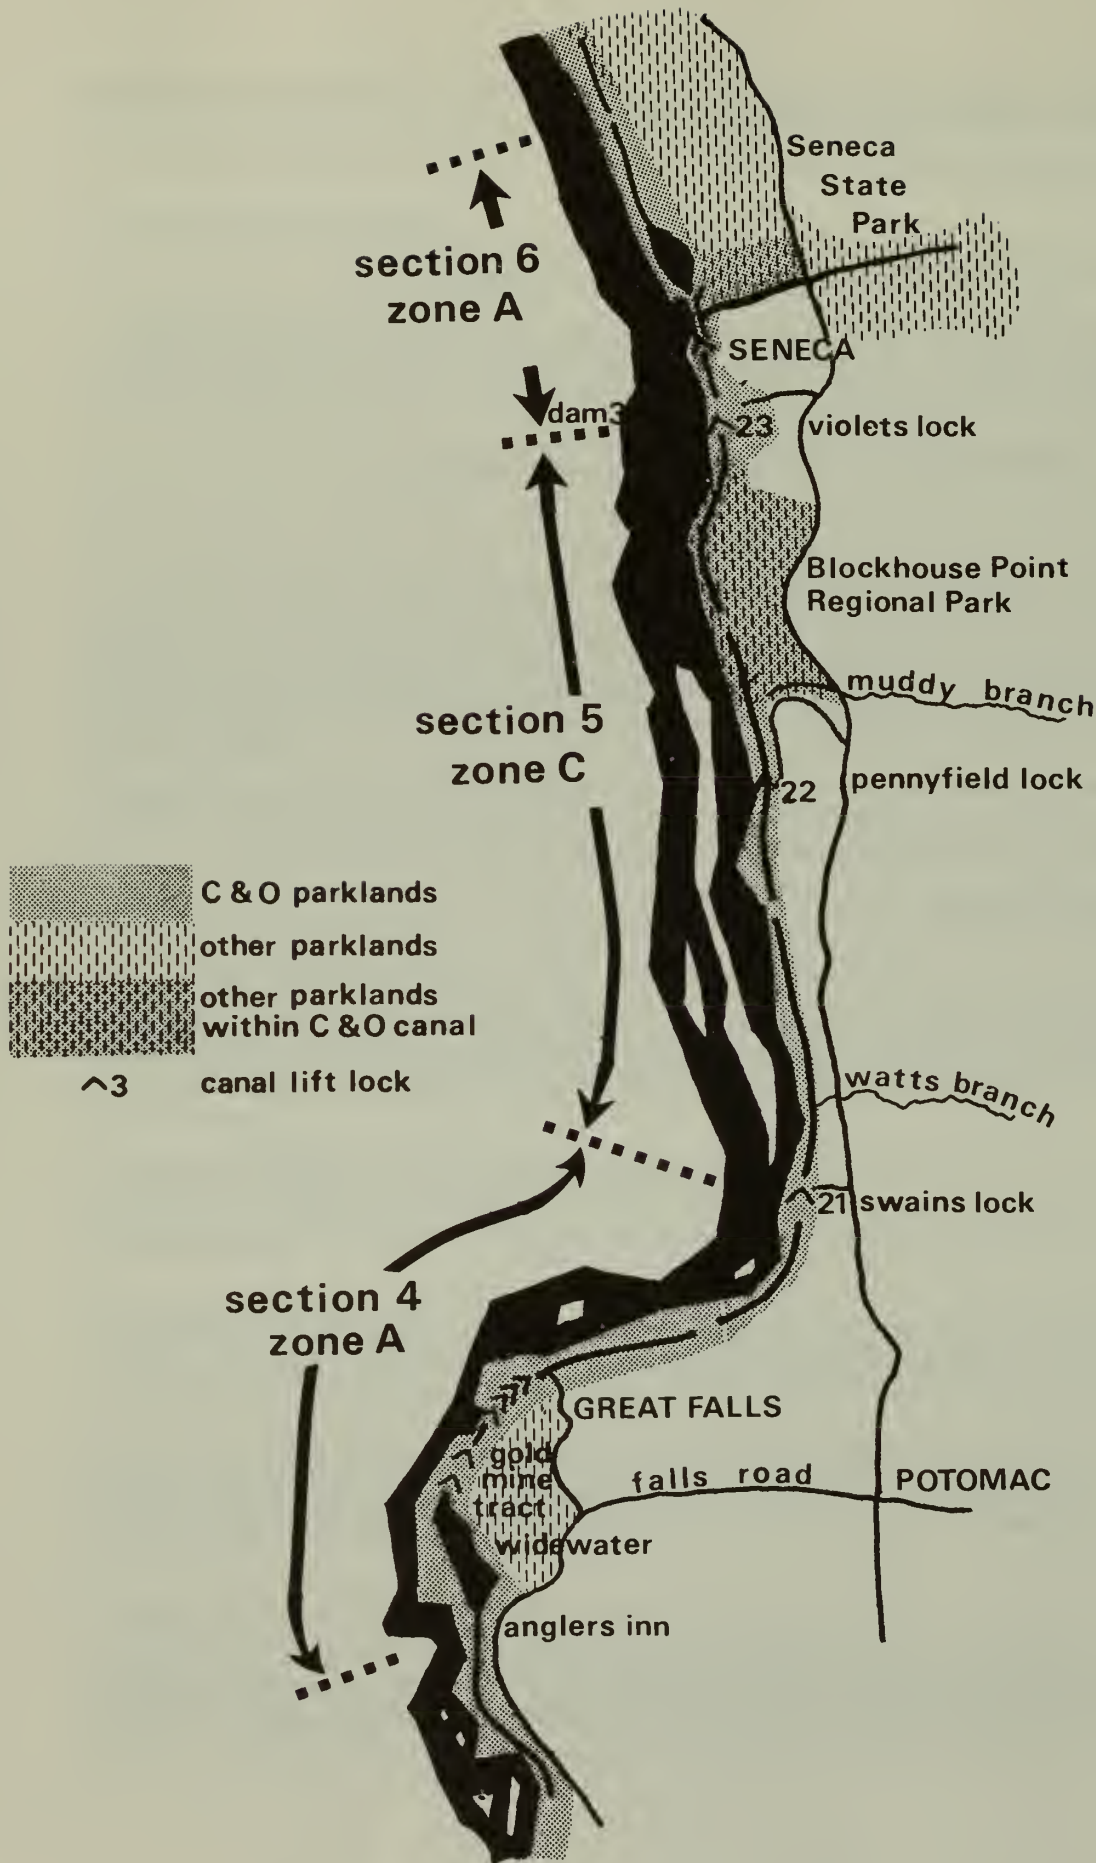 Seneca
State
Park
section 6
zone A
SENECA
dam3
23
violets lock
Blockhouse Point
Regional Park
muddy branch
section 5
zone C
22
pennyfield lock
C & O parklands
other parklands
other parklands
within C & O canal
^3 canal lift lock
watts branch
21
swains lock
section 4
zone A
GREAT FALLS
gold
mine
tract
falls road
POTOMAC
widewater
anglers inn